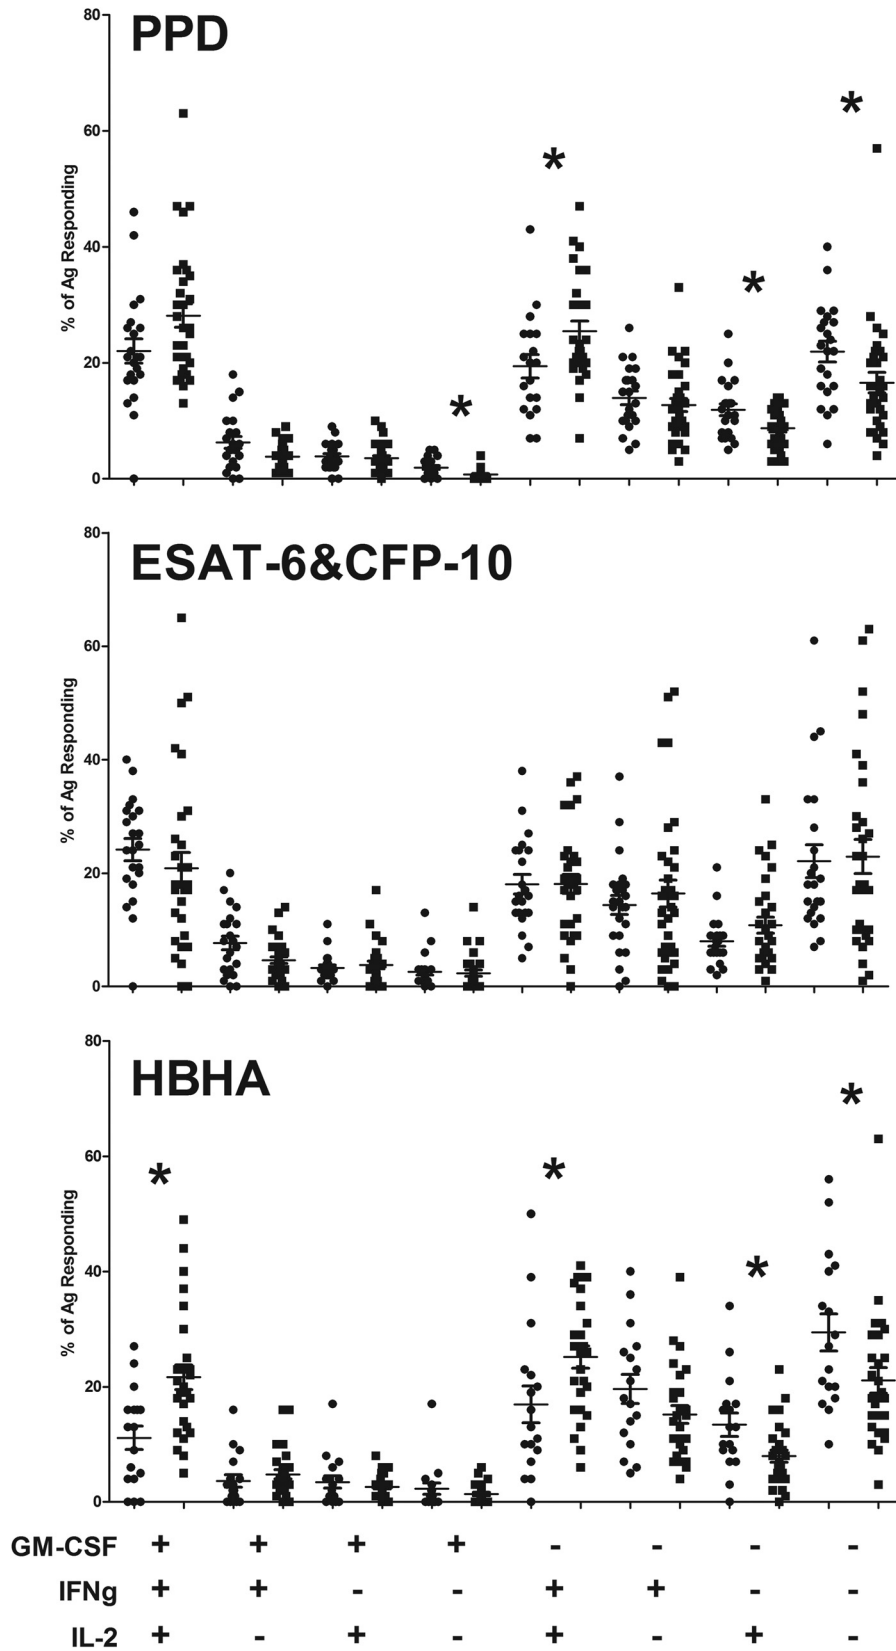 PPD
80
60
40
20
0
% of Ag Responding
*
*
*
*
ESAT-6&CFP-10
80
60
40
20
0
% of Ag Responding
HBHA
80
60
40
20
0
% of Ag Responding
*
*
*
*
GM-CSF + + + + - - - -
IFNg + + - - + + - -
IL-2 + - + - + - + -